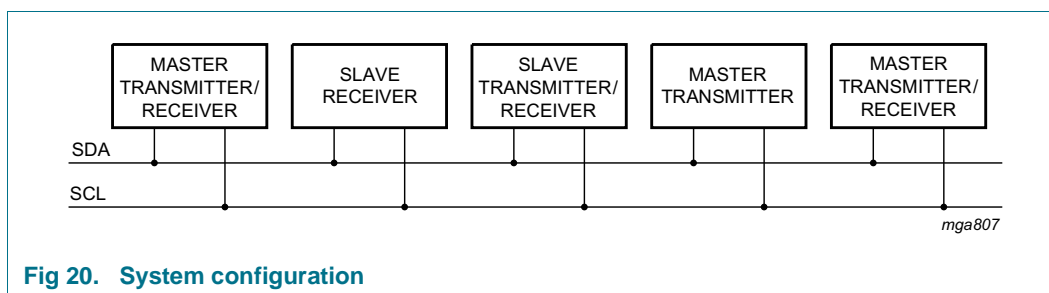 MASTER
TRANSMITTER/
RECEIVER
SLAVE
RECEIVER
SLAVE
TRANSMITTER/
RECEIVER
MASTER
TRANSMITTER
MASTER
TRANSMITTER/
RECEIVER
SDA
SCL
mga807
Fig 20. System configuration